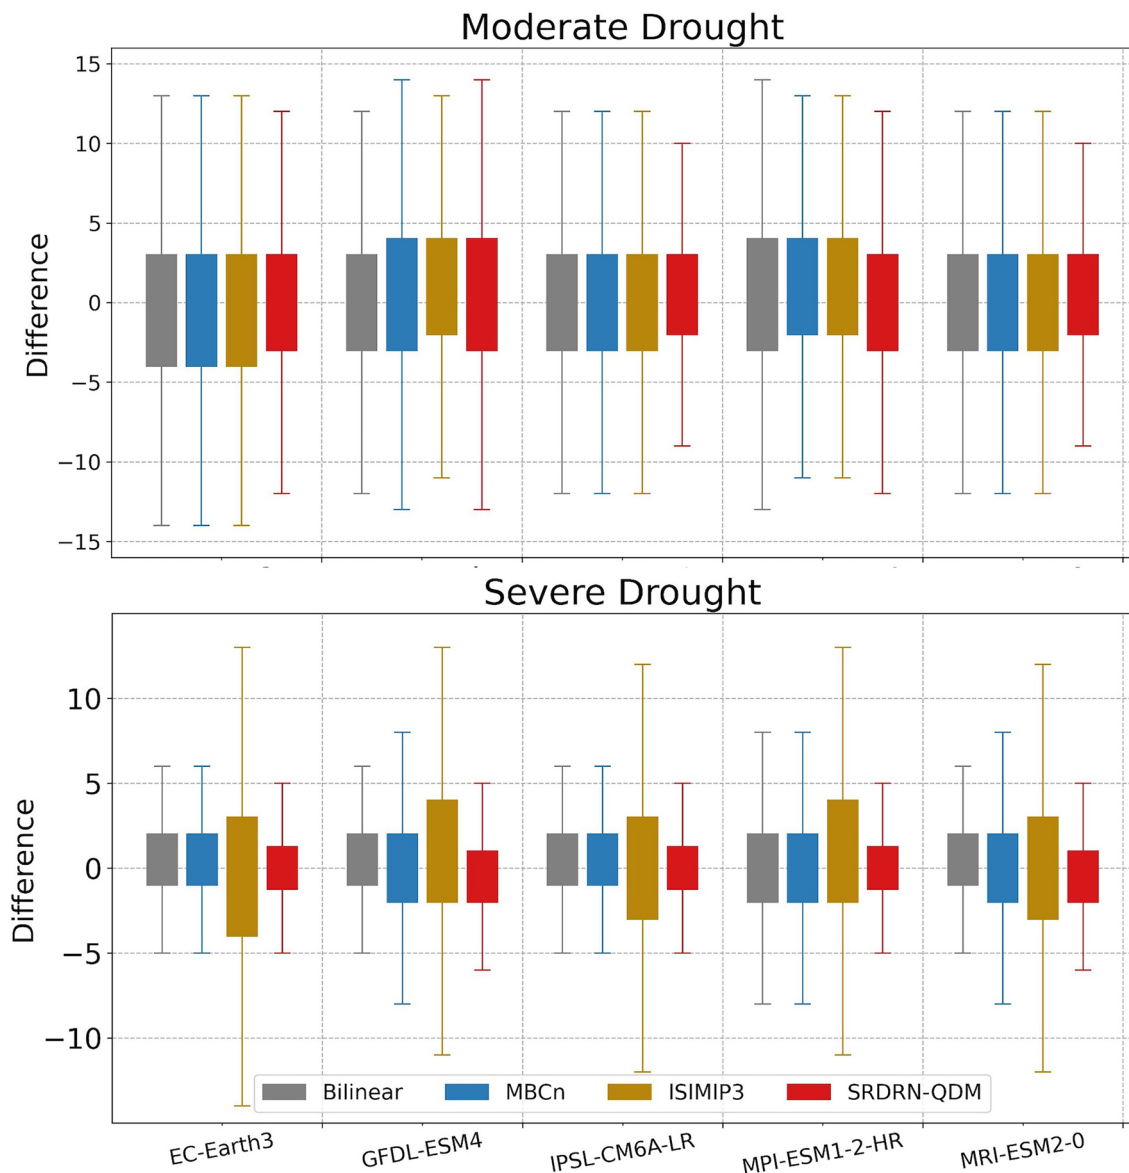 Moderate Drought
15
10
5
0
−5
−10
−15
Difference
Severe Drought
10
5
0
−5
−10
Difference
Bilinear MBCn ISIMIP3 SRDRN-QDM
EC-Earth3 GFDL-ESM4 IPSL-CM6A-LR MPI-ESM1-2-HR MRI-ESM2-0